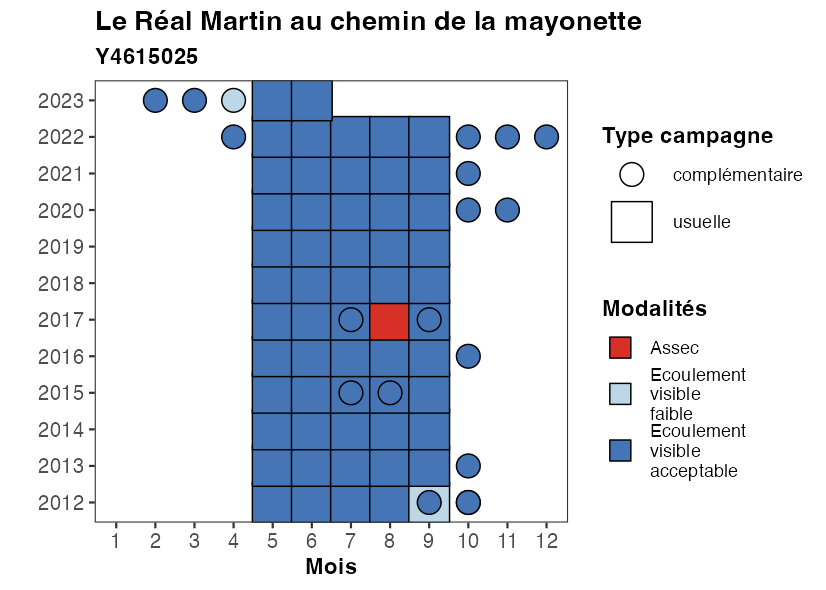 Le Réal Martin au chemin de la mayonette
Y4615025
2023
2022
2021
2020
2019
2018
2017
2016
2015
2014
2013
2012
1 2 3 4 5 6 7 8 9 10 11 12
Mois
Type campagne
complémentaire
usuelle
Modalités
Assec
Ecoulement
visible
faible
Ecoulement
visible
acceptable